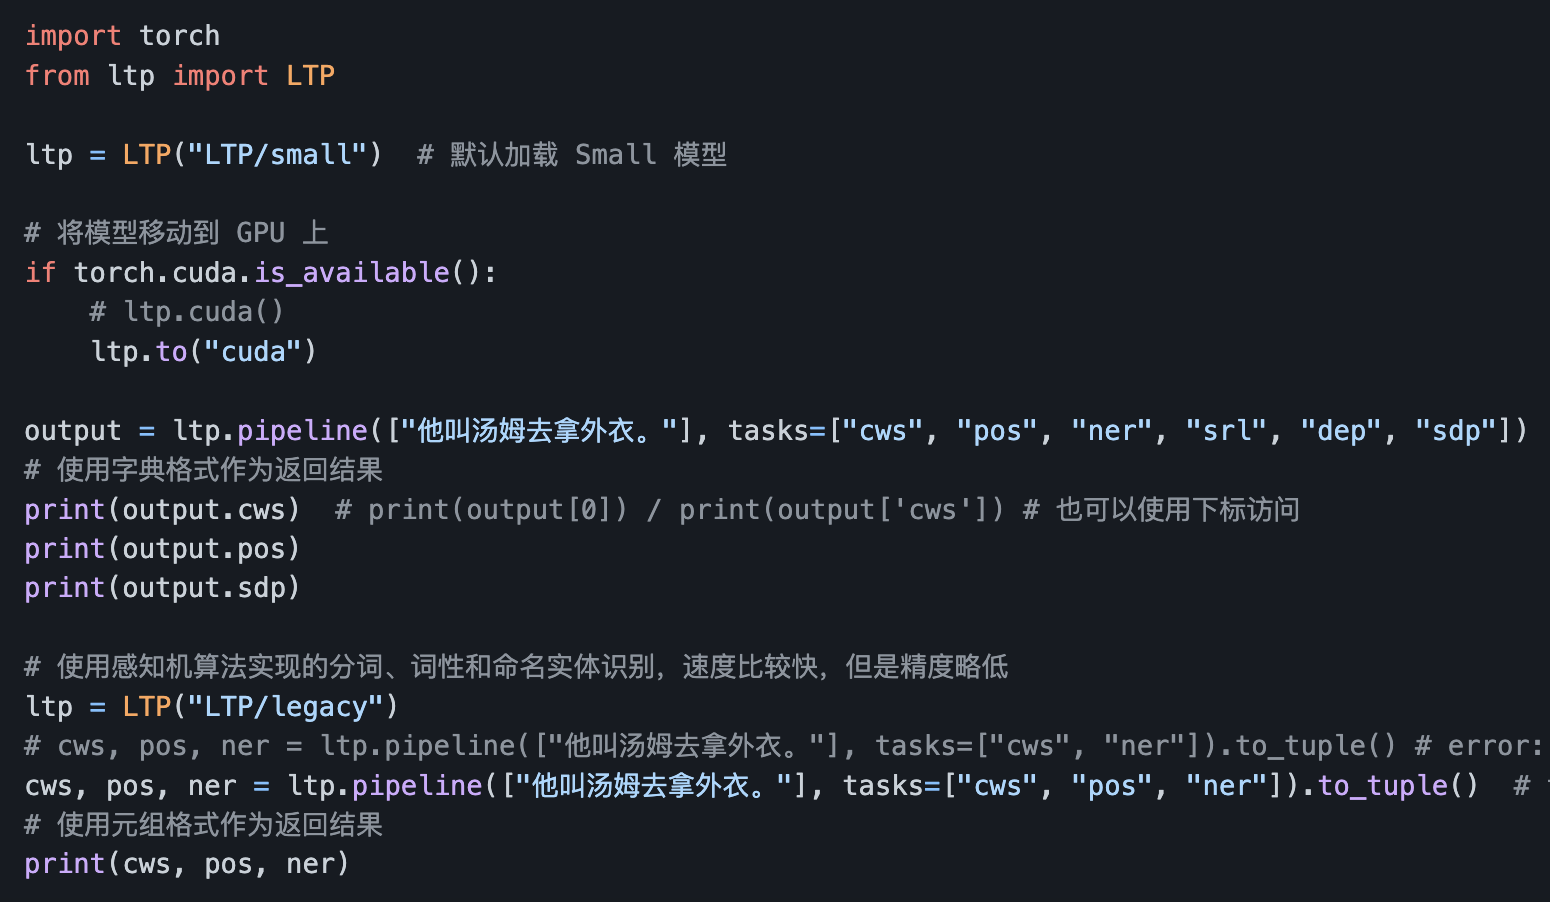 import torch
from ltp import LTP
ltp = LTP("LTP/small")  # 默认加载 Small 模型
# 将模型移动到 GPU 上
if torch.cuda.is_available():
    # ltp.cuda()
    ltp.to("cuda")
output = ltp.pipeline(["他叫汤姆去拿外衣。"], tasks=["cws", "pos", "ner", "srl", "dep", "sdp"])
# 使用字典格式作为返回结果
print(output.cws)  # print(output[0]) / print(output['cws']) # 也可以使用下标访问
print(output.pos)
print(output.sdp)
# 使用感知机算法实现的分词、词性和命名实体识别，速度比较快，但是精度略低
ltp = LTP("LTP/legacy")
# cws, pos, ner = ltp.pipeline(["他叫汤姆去拿外衣。"], tasks=["cws", "ner"]).to_tuple() # error:
cws, pos, ner = ltp.pipeline(["他叫汤姆去拿外衣。"], tasks=["cws", "pos", "ner"]).to_tuple()  #
# 使用元组格式作为返回结果
print(cws, pos, ner)